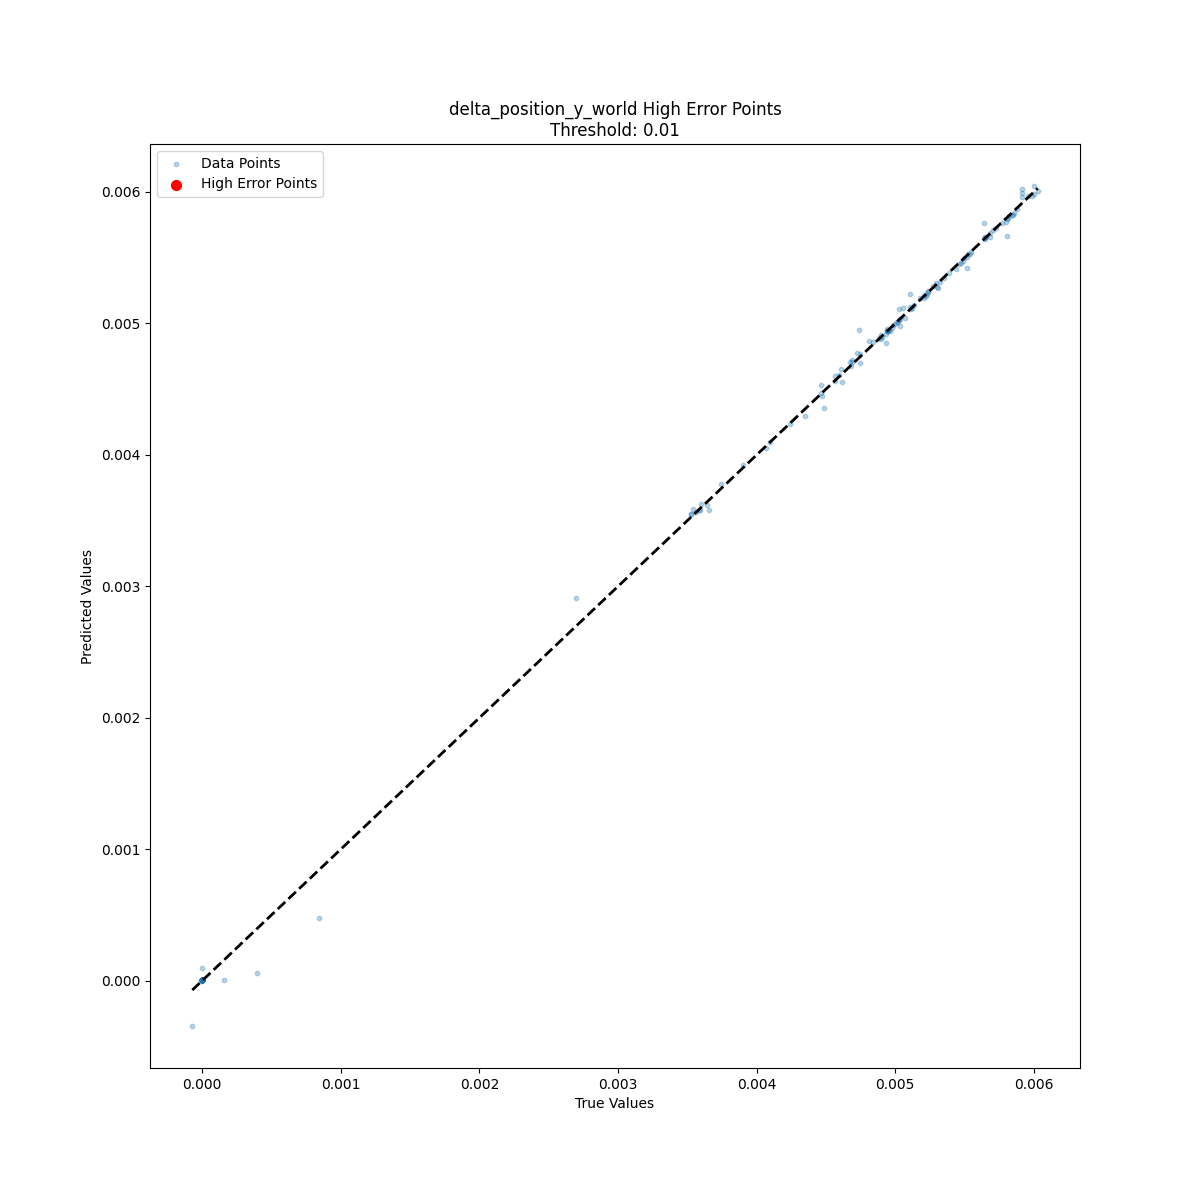 delta_position_y_world High Error Points
Threshold: 0.01
Data Points
High Error Points
0.006
0.005
0.004
0.003
0.002
0.001
0.000
Predicted Values
0.000 0.001 0.002 0.003 0.004 0.005 0.006
True Values